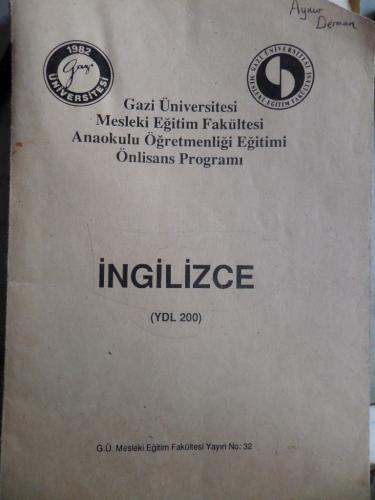 Aynur
Derman
1982
Gazi
ÜNİVERSİTESİ
GAZİ ÜNİVERSİTESİ
MESLEKİ EĞİTİM FAKÜLTESİ
Gazi Üniversitesi
Mesleki Eğitim Fakültesi
Anaokulu Öğretmenliği Eğitimi
Önlisans Programı
İNGİLİZCE
(YDL 200)
G.Ü. Mesleki Eğitim Fakültesi Yayın No: 32